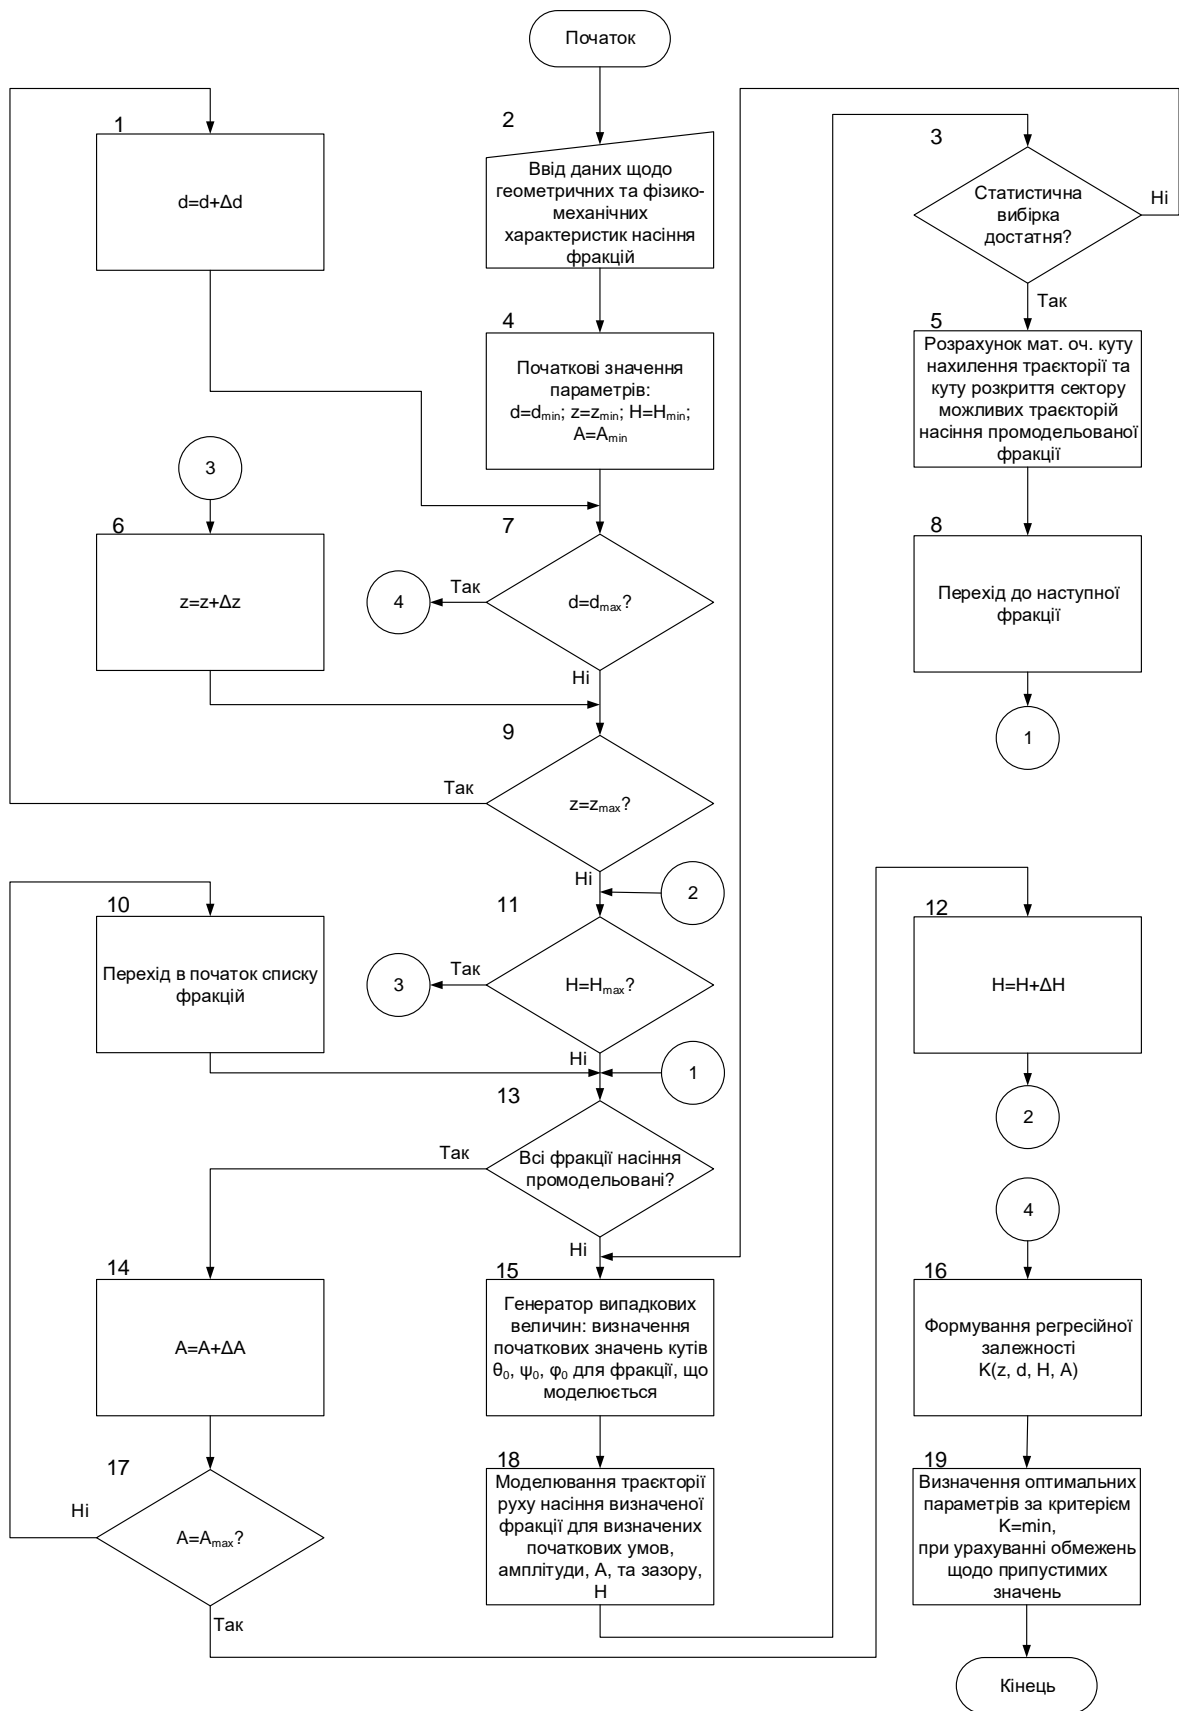 Початок
1
d=d+Δd
2
Ввід даних щодо
геометричних та фізико-
механічних
характеристик насіння
фракцій
3
Статистична
вибірка
достатня?
Ні
Так
4
Початкові значення
параметрів:
d=dmin; z=zmin; H=Hmin;
A=Amin
5
Розрахунок мат. оч. куту
нахилення траєкторії та
куту розкриття сектору
можливих траєкторій
насіння промодельованої
фракції
3
6
z=z+Δz
7
d=dmax?
Так
4
Ні
8
Перехід до наступної
фракції
1
9
z=zmax?
Так
Ні
2
10
Перехід в початок списку
фракцій
11
H=Hmax?
Так
3
Ні
1
12
H=H+ΔH
2
13
Всі фракції насіння
промодельовані?
Так
Ні
4
14
A=A+ΔA
15
Генератор випадкових
величин: визначення
початкових значень кутів
θ0, ψ0, φ0 для фракції, що
моделюється
16
Формування регресійної
залежності
K(z, d, H, A)
17
A=Amax?
Ні
Так
18
Моделювання траєкторії
руху насіння визначеної
фракції для визначених
початкових умов,
амплітуди, А, та зазору,
Н
19
Визначення оптимальних
параметрів за критерієм
K=min,
при урахуванні обмежень
щодо припустимих
значень
Кінець